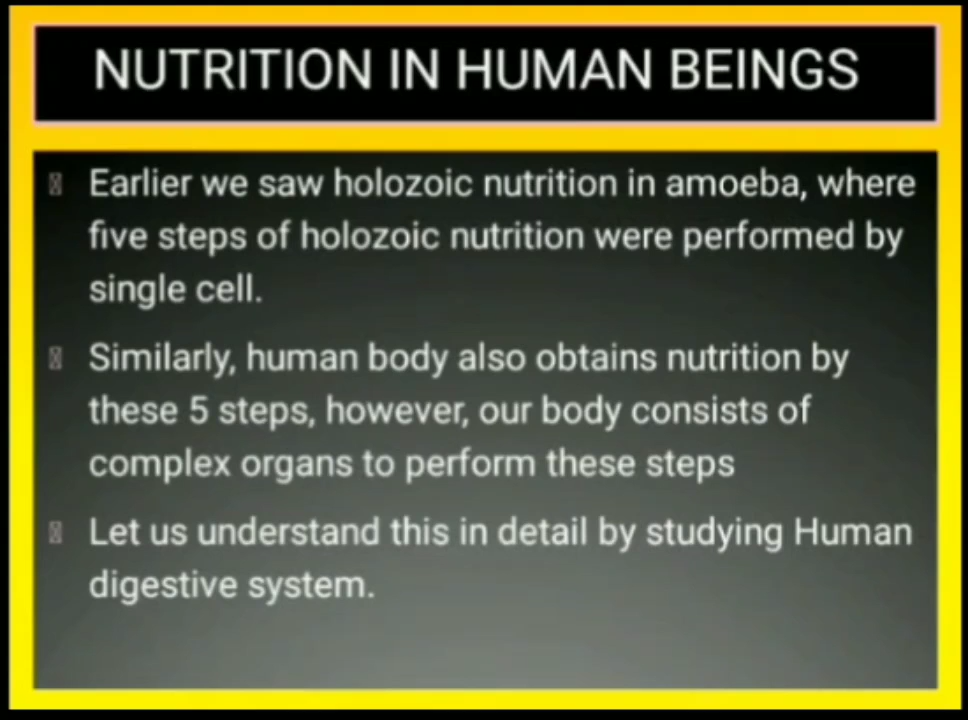 NUTRITION IN HUMAN BEINGS
Earlier we saw holozoic nutrition in amoeba, where
five steps of holozoic nutrition were performed by
single cell.
Similarly, human body also obtains nutrition by
these 5 steps, however, our body consists of
complex organs to perform these steps
Let us understand this in detail by studying Human
digestive system.